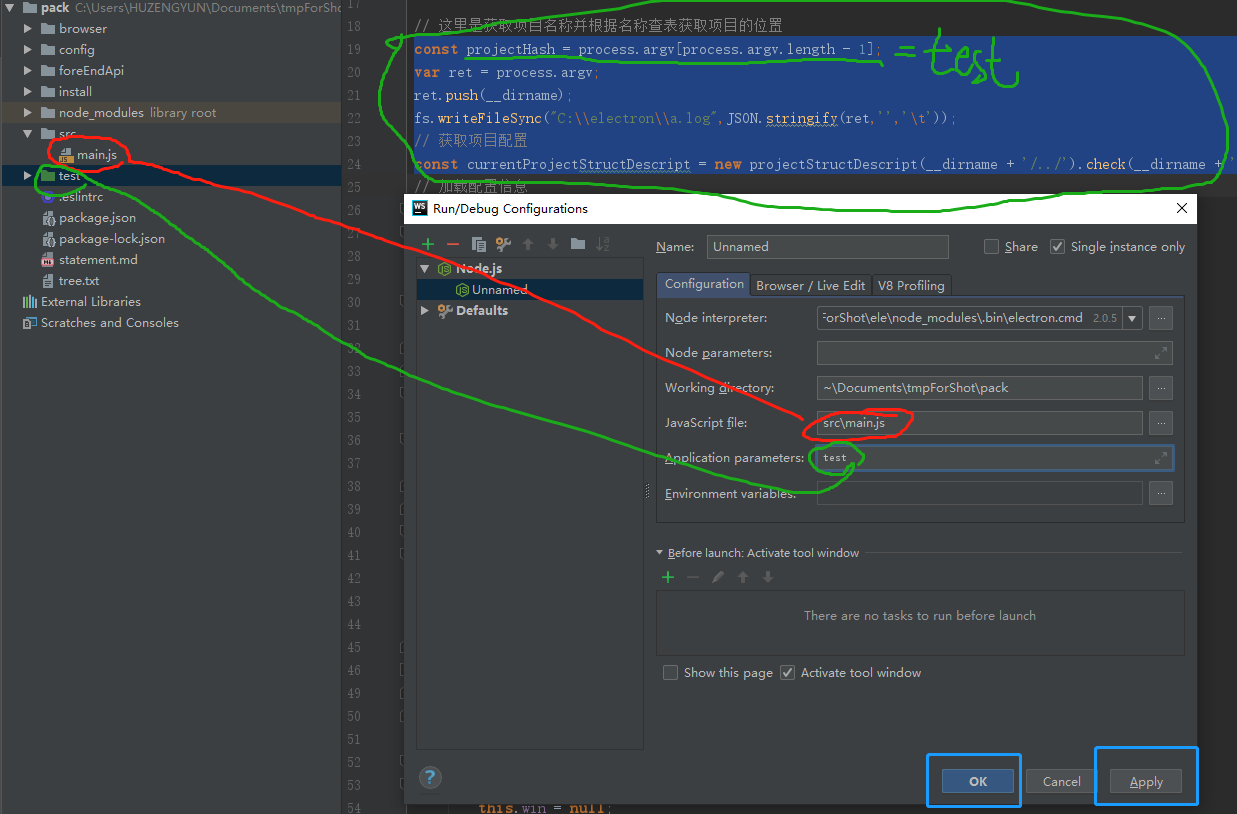 pack C:\Users\HUZENGYUN\Documents\tmpForShot
browser
config
foreEndApi
install
node_modules library root
src
main.js
test
.eslintrc
package.json
package-lock.json
statement.md
tree.txt
External Libraries
Scratches and Consoles
17
18 // 这里是获取项目名称并根据名称查表获取项目的位置
19 const projectHash = process.argv[process.argv.length - 1];
= test
20 var ret = process.argv;
21 ret.push(__dirname);
22 fs.writeFileSync("C:\\electron\\a.log",JSON.stringify(ret,'','\t'));
23 // 获取项目配置
24 const currentProjectStructDescript = new projectStructDescript(__dirname + '/../').check(__dirname + '
25 // 加载配置信息
26
27
28
29
30
31
32
33
34
35
36
37
38
39
40
41
42
43
44
45
46
49
50
51
52
53
54 this.win = null;
WS Run/Debug Configurations
Node.js
Unnamed
Defaults
Name: Unnamed
Share
Single instance only
Configuration
Browser / Live Edit
V8 Profiling
Node interpreter: ForShot\ele\node_modules\.bin\electron.cmd 2.0.5
Node parameters:
Working directory: ~\Documents\tmpForShot\pack
JavaScript file: src\main.js
Application parameters: test
Environment variables:
Before launch: Activate tool window
There are no tasks to run before launch
Show this page
Activate tool window
?
OK
Cancel
Apply